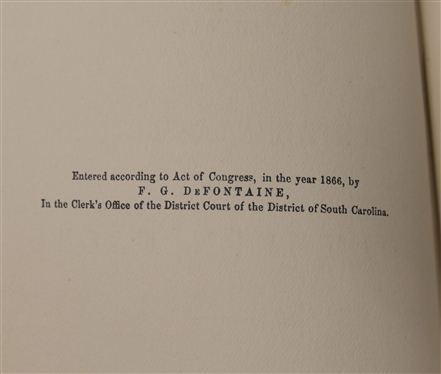 Entered according to Act of Congress, in the year 1866, by
F. G. DeFONTAINE,
In the Clerk's Office of the District Court of the District of South Carolina.